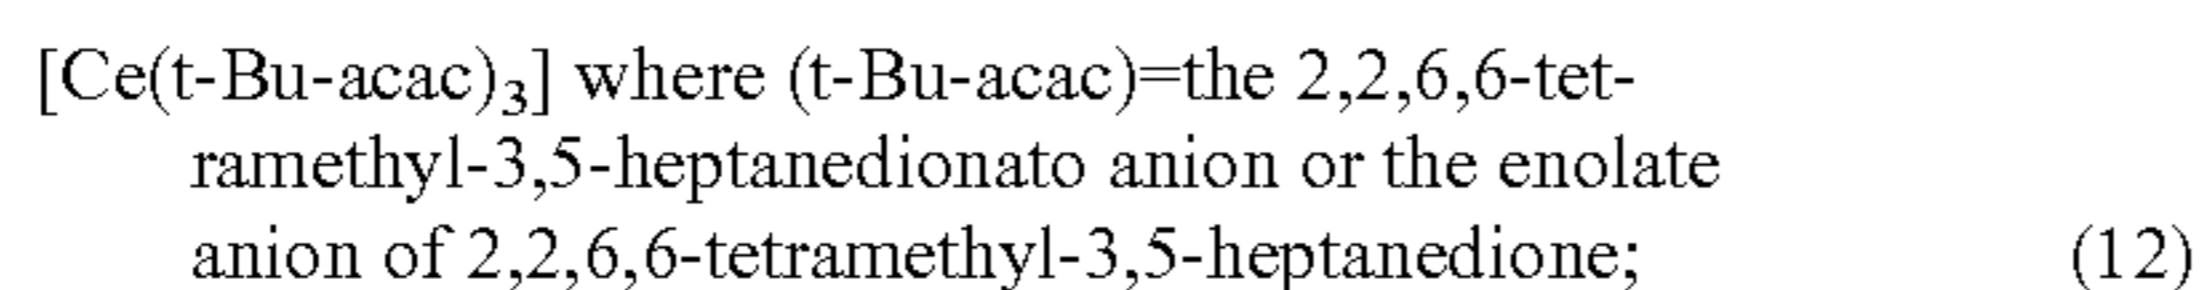 [Ce(t-Bu-acac)₃] where (t-Bu-acac)=the 2,2,6,6-tet-
ramethyl-3,5-heptanedionato anion or the enolate
anion of 2,2,6,6-tetramethyl-3,5-heptanedione; (12)